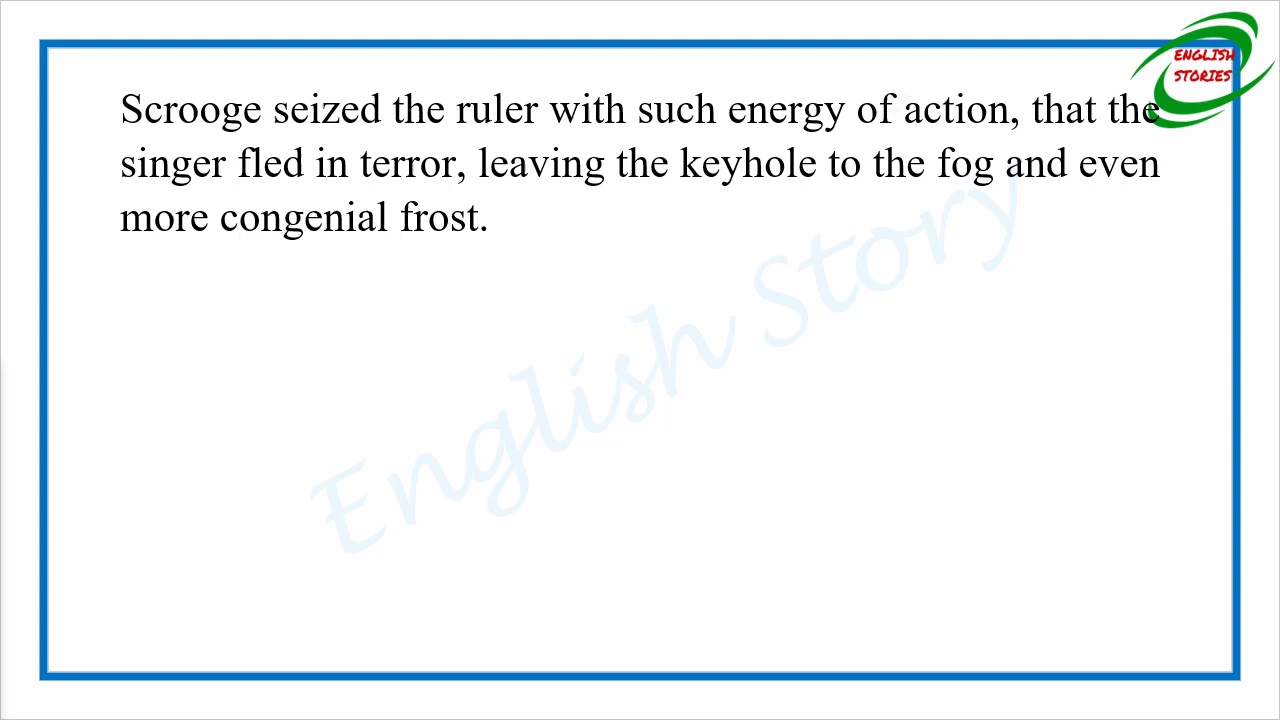 ENGLISH
STORIES
Scrooge seized the ruler with such energy of action, that the
singer fled in terror, leaving the keyhole to the fog and even
more congenial frost.
English Story